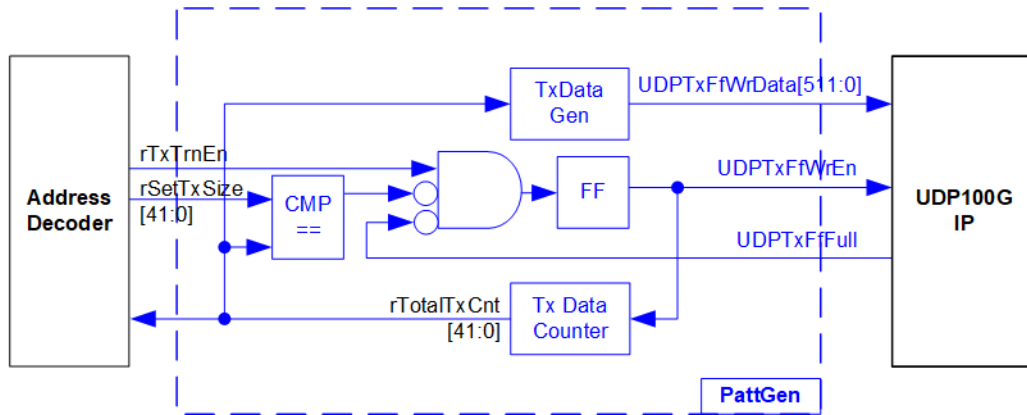 TxData
Gen
UDPTxFfWrData[511:0]
rTxTrnEn
rSetTxSize
[41:0]
CMP
==
FF
UDPTxFfWrEn
Address
Decoder
UDP100G
IP
UDPTxFfFull
rTotalTxCnt
[41:0]
Tx Data
Counter
PattGen